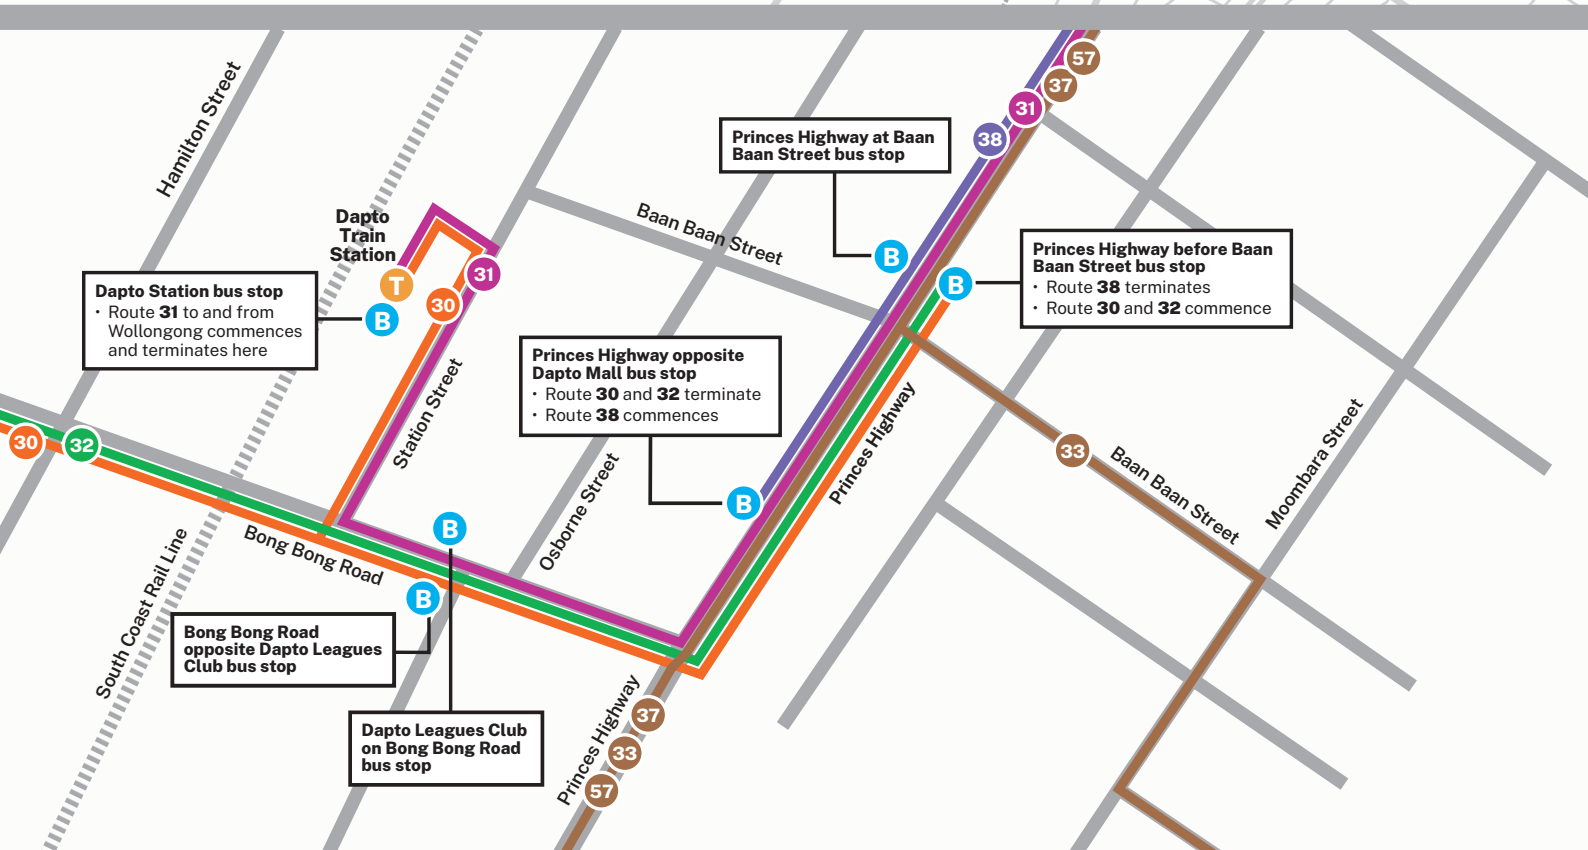 57
37
31
38
Hamilton Street
Princes Highway at Baan
Baan Street bus stop
Dapto
Train
Station
Baan Baan Street
T
31
30
B
B
B
Princes Highway before Baan
Baan Street bus stop
• Route 38 terminates
• Route 30 and 32 commence
Dapto Station bus stop
• Route 31 to and from
Wollongong commences
and terminates here
Princes Highway opposite
Dapto Mall bus stop
• Route 30 and 32 terminate
• Route 38 commences
Station Street
Princes Highway
30
32
33
Baan Baan Street
Moombara Street
B
B
Osborne Street
Bong Bong Road
South Coast Rail Line
B
Bong Bong Road
opposite Dapto Leagues
Club bus stop
Dapto Leagues Club
on Bong Bong Road
bus stop
Princes Highway
37
33
57